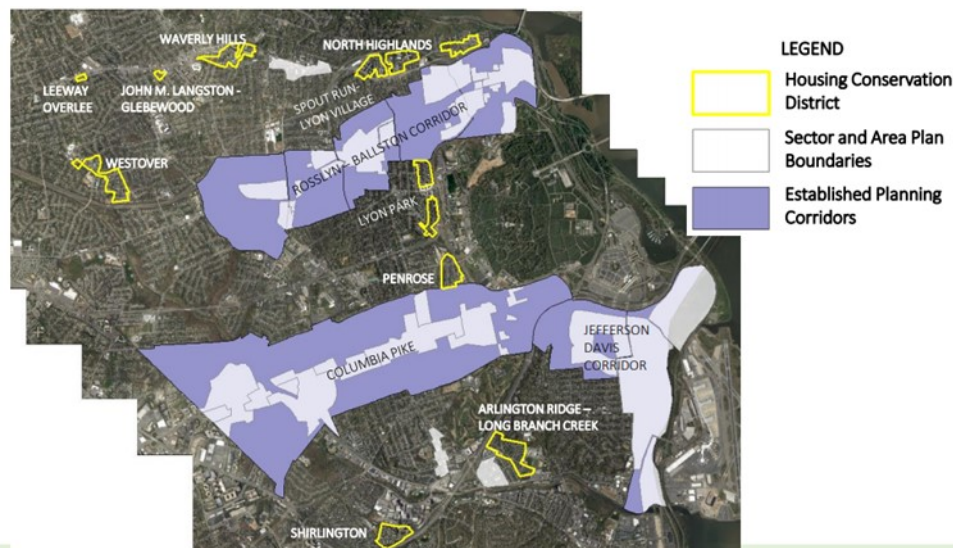 WAVERLY HILLS
NORTH HIGHLANDS
LEEWAY
OVERLEE
JOHN M. LANGSTON -
GLEBEWOOD
SPOUT RUN-
LYON VILLAGE
ROSSLYN – BALLSTON CORRIDOR
WESTOVER
LYON PARK
PENROSE
COLUMBIA PIKE
JEFFERSON
DAVIS
CORRIDOR
ARLINGTON RIDGE –
LONG BRANCH CREEK
SHIRLINGTON
LEGEND
Housing Conservation
District
Sector and Area Plan
Boundaries
Established Planning
Corridors